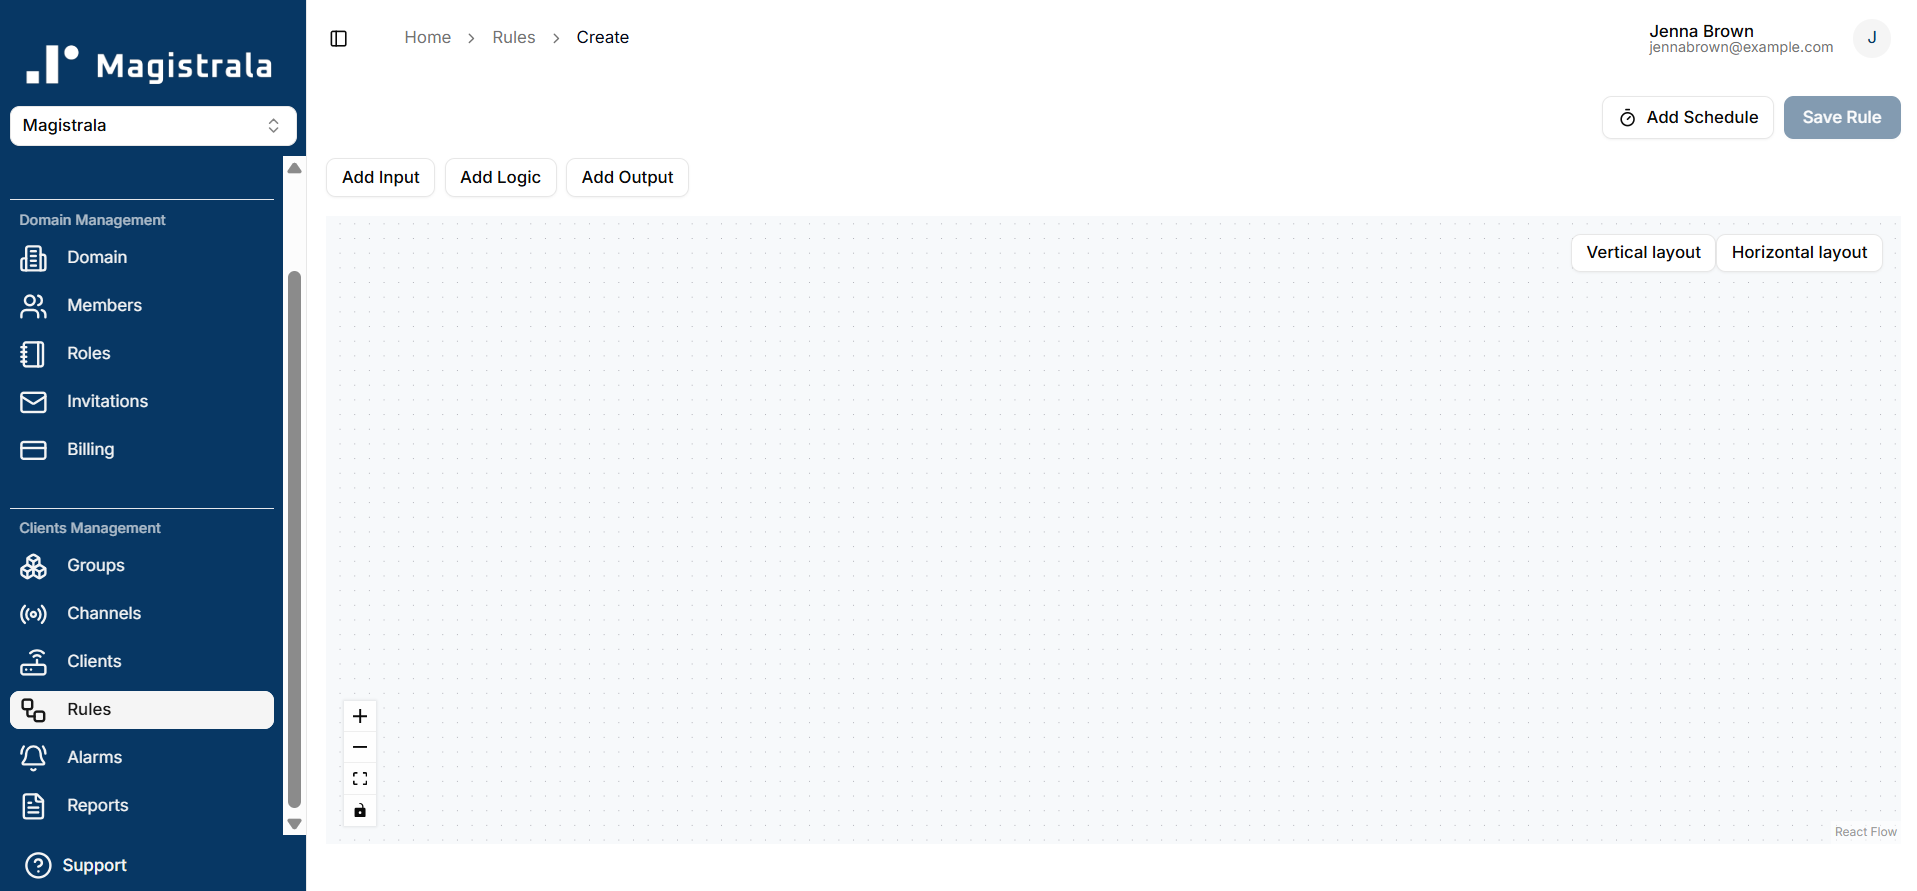 Magistrala
Magistrala
Domain Management
Domain
Members
Roles
Invitations
Billing
Clients Management
Groups
Channels
Clients
Rules
Alarms
Reports
Support
Home > Rules > Create
Jenna Brown
jennabrown@example.com
J
Add Schedule
Save Rule
Add Input
Add Logic
Add Output
Vertical layout
Horizontal layout
React Flow